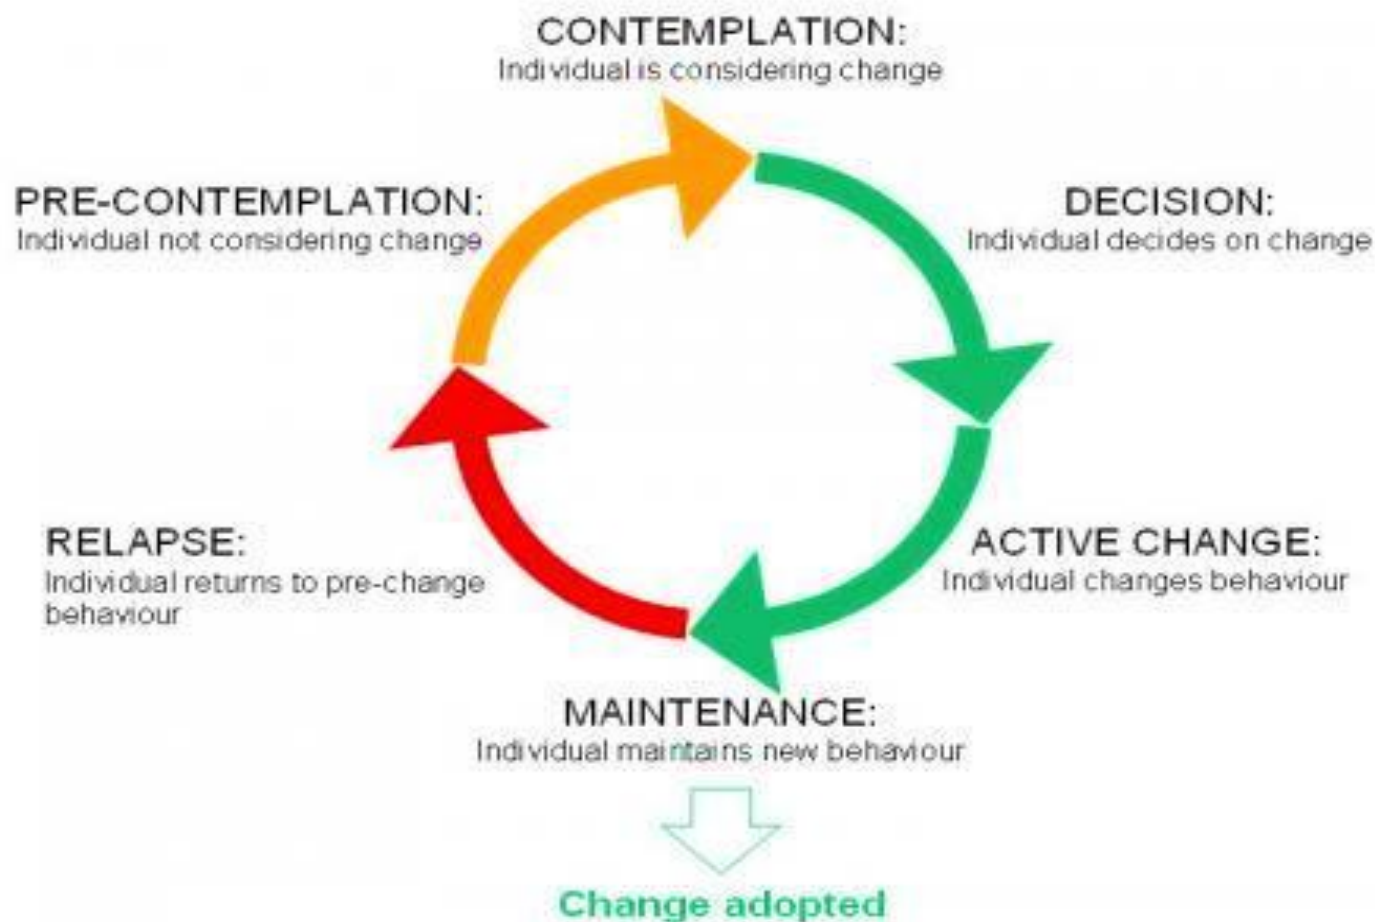 CONTEMPLATION:
Individual is considering change
PRE-CONTEMPLATION:
Individual not considering change
DECISION:
Individual decides on change
RELAPSE:
Individual returns to pre-change
behaviour
ACTIVE CHANGE:
Individual changes behaviour
MAINTENANCE:
Individual maintains new behaviour
Change adopted